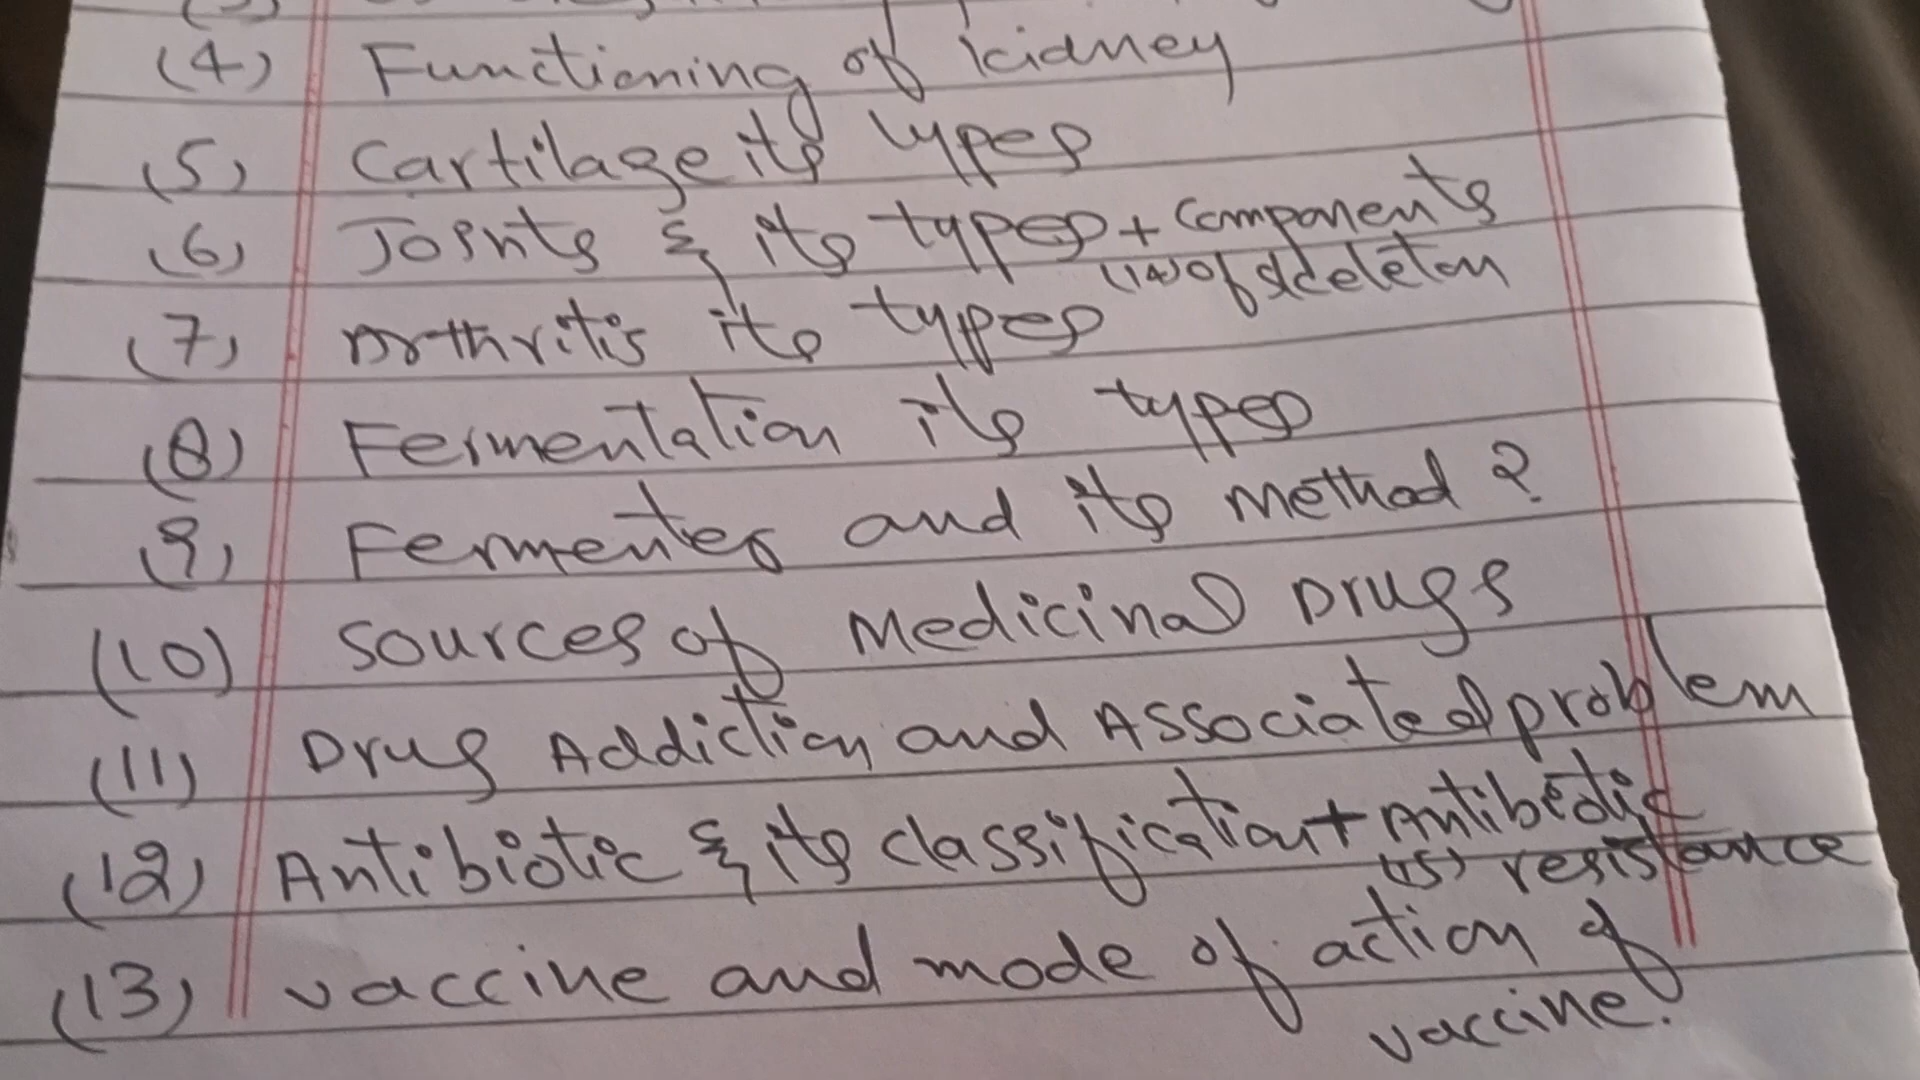 (4) Functioning of kidney
(5) Cartilage its types
(6) Joints & its types + Components
(14) of skeleton
(7) Arthritis its types
(8) Fermentation its types
(9) Fermenter and its Method ?
(10) Sources of Medicinal Drugs
(11) Drug Addiction and Associated problem
(12) Antibiotic & its classification + Antibiotic
(15) resistance
(13) vaccine and mode of action of
vaccine.